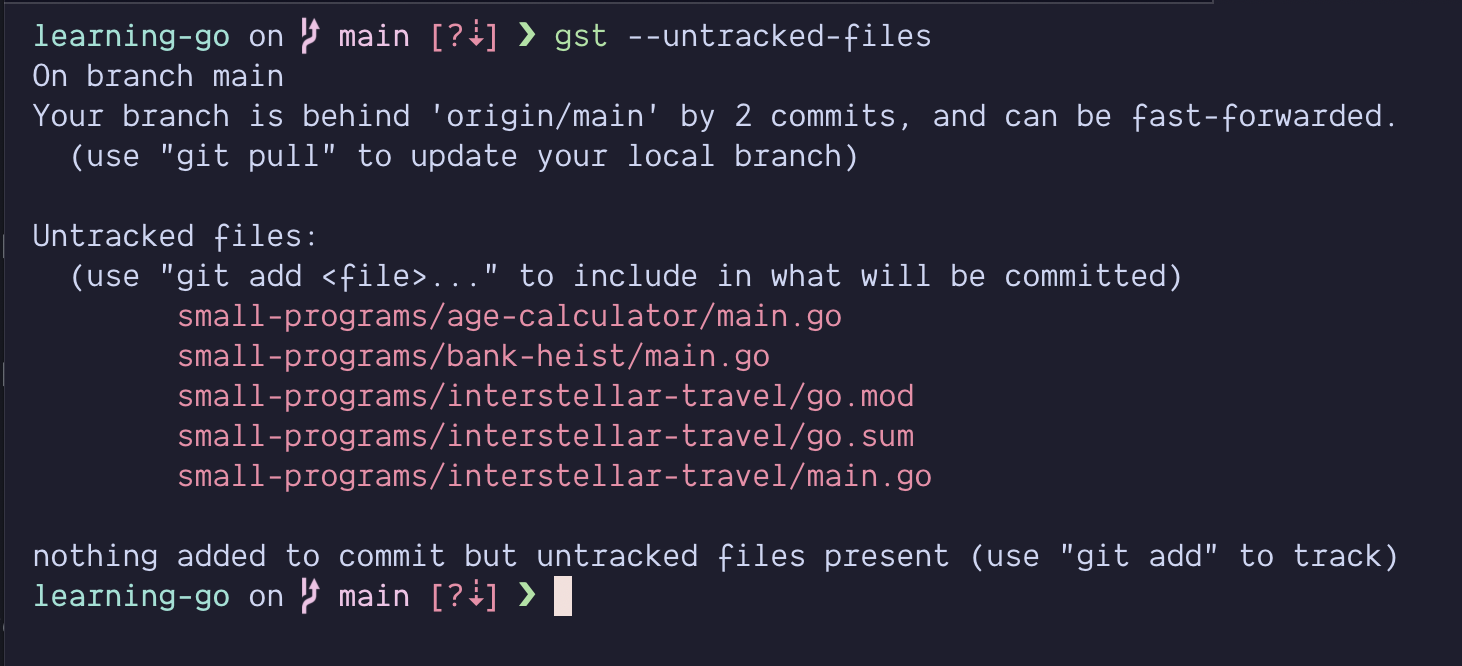 learning-go on main [?⇣] ❯ gst --untracked-files
On branch main
Your branch is behind 'origin/main' by 2 commits, and can be fast-forwarded.
  (use "git pull" to update your local branch)

Untracked files:
  (use "git add <file>..." to include in what will be committed)
        small-programs/age-calculator/main.go
        small-programs/bank-heist/main.go
        small-programs/interstellar-travel/go.mod
        small-programs/interstellar-travel/go.sum
        small-programs/interstellar-travel/main.go

nothing added to commit but untracked files present (use "git add" to track)
learning-go on main [?⇣] ❯